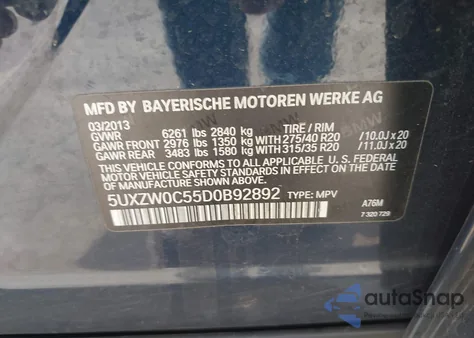 MFD BY BAYERISCHE MOTOREN WERKE AG
03/2013
GVWR 6261 lbs 2840 kg TIRE / RIM
GAWR FRONT 2976 lbs 1350 kg WITH 275/40 R20 /10.0J x 20
GAWR REAR 3483 lbs 1580 kg WITH 315/35 R20 /11.0J x 20
THIS VEHICLE CONFORMS TO ALL APPLICABLE
U.S. FEDERAL MOTOR VEHICLE SAFETY
STANDARDS IN EFFECT ON THE
DATE OF MANUFACTURE SHOWN ABOVE.
5UXZW0C55D0B92892 TYPE: MPV
A76M
7 320 729
autoSnap